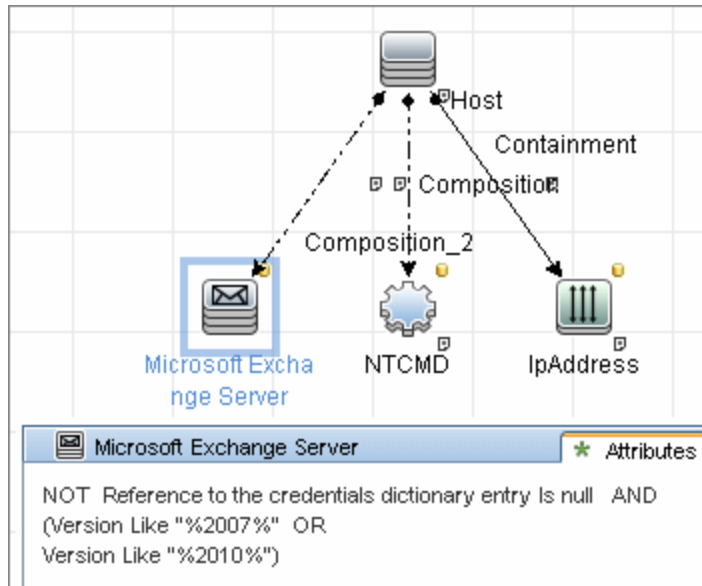 Host
Containment
Composition
Composition_2
Microsoft Excha
nge Server
NTCMD
IpAddress
Microsoft Exchange Server
* Attributes
NOT Reference to the credentials dictionary entry Is null AND
(Version Like "%2007%" OR
Version Like "%2010%")